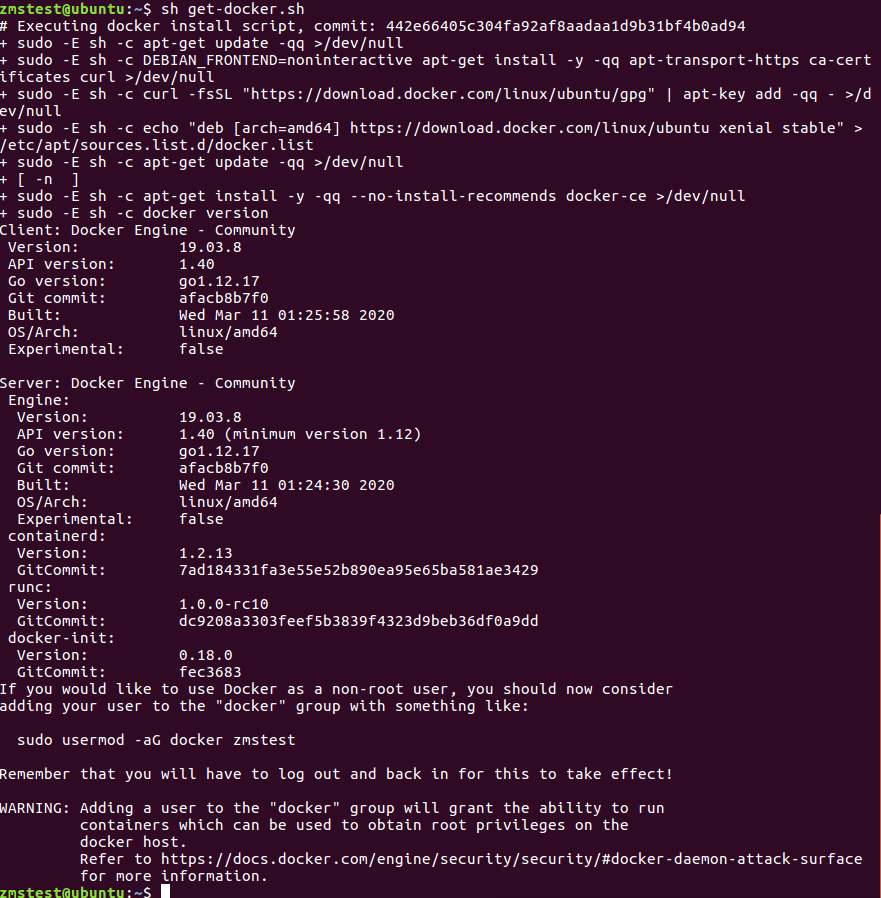 zmstest@ubuntu:~$ sh get-docker.sh
# Executing docker install script, commit: 442e66405c304fa92af8aadaa1d9b31bf4b0ad94
+ sudo -E sh -c apt-get update -qq >/dev/null
+ sudo -E sh -c DEBIAN_FRONTEND=noninteractive apt-get install -y -qq apt-transport-https ca-cert
ificates curl >/dev/null
+ sudo -E sh -c curl -fsSL "https://download.docker.com/linux/ubuntu/gpg" | apt-key add -qq - >/d
ev/null
+ sudo -E sh -c echo "deb [arch=amd64] https://download.docker.com/linux/ubuntu xenial stable" >
/etc/apt/sources.list.d/docker.list
+ sudo -E sh -c apt-get update -qq >/dev/null
+ [ -n  ]
+ sudo -E sh -c apt-get install -y -qq --no-install-recommends docker-ce >/dev/null
+ sudo -E sh -c docker version
Client: Docker Engine - Community
 Version:           19.03.8
 API version:       1.40
 Go version:        go1.12.17
 Git commit:        afacb8b7f0
 Built:             Wed Mar 11 01:25:58 2020
 OS/Arch:           linux/amd64
 Experimental:      false

Server: Docker Engine - Community
 Engine:
  Version:          19.03.8
  API version:      1.40 (minimum version 1.12)
  Go version:       go1.12.17
  Git commit:       afacb8b7f0
  Built:            Wed Mar 11 01:24:30 2020
  OS/Arch:          linux/amd64
  Experimental:     false
 containerd:
  Version:          1.2.13
  GitCommit:        7ad184331fa3e55e52b890ea95e65ba581ae3429
 runc:
  Version:          1.0.0-rc10
  GitCommit:        dc9208a3303feef5b3839f4323d9beb36df0a9dd
 docker-init:
  Version:          0.18.0
  GitCommit:        fec3683
If you would like to use Docker as a non-root user, you should now consider
adding your user to the "docker" group with something like:

  sudo usermod -aG docker zmstest

Remember that you will have to log out and back in for this to take effect!

WARNING: Adding a user to the "docker" group will grant the ability to run
         containers which can be used to obtain root privileges on the
         docker host.
         Refer to https://docs.docker.com/engine/security/security/#docker-daemon-attack-surface
         for more information.
zmstest@ubuntu:~$